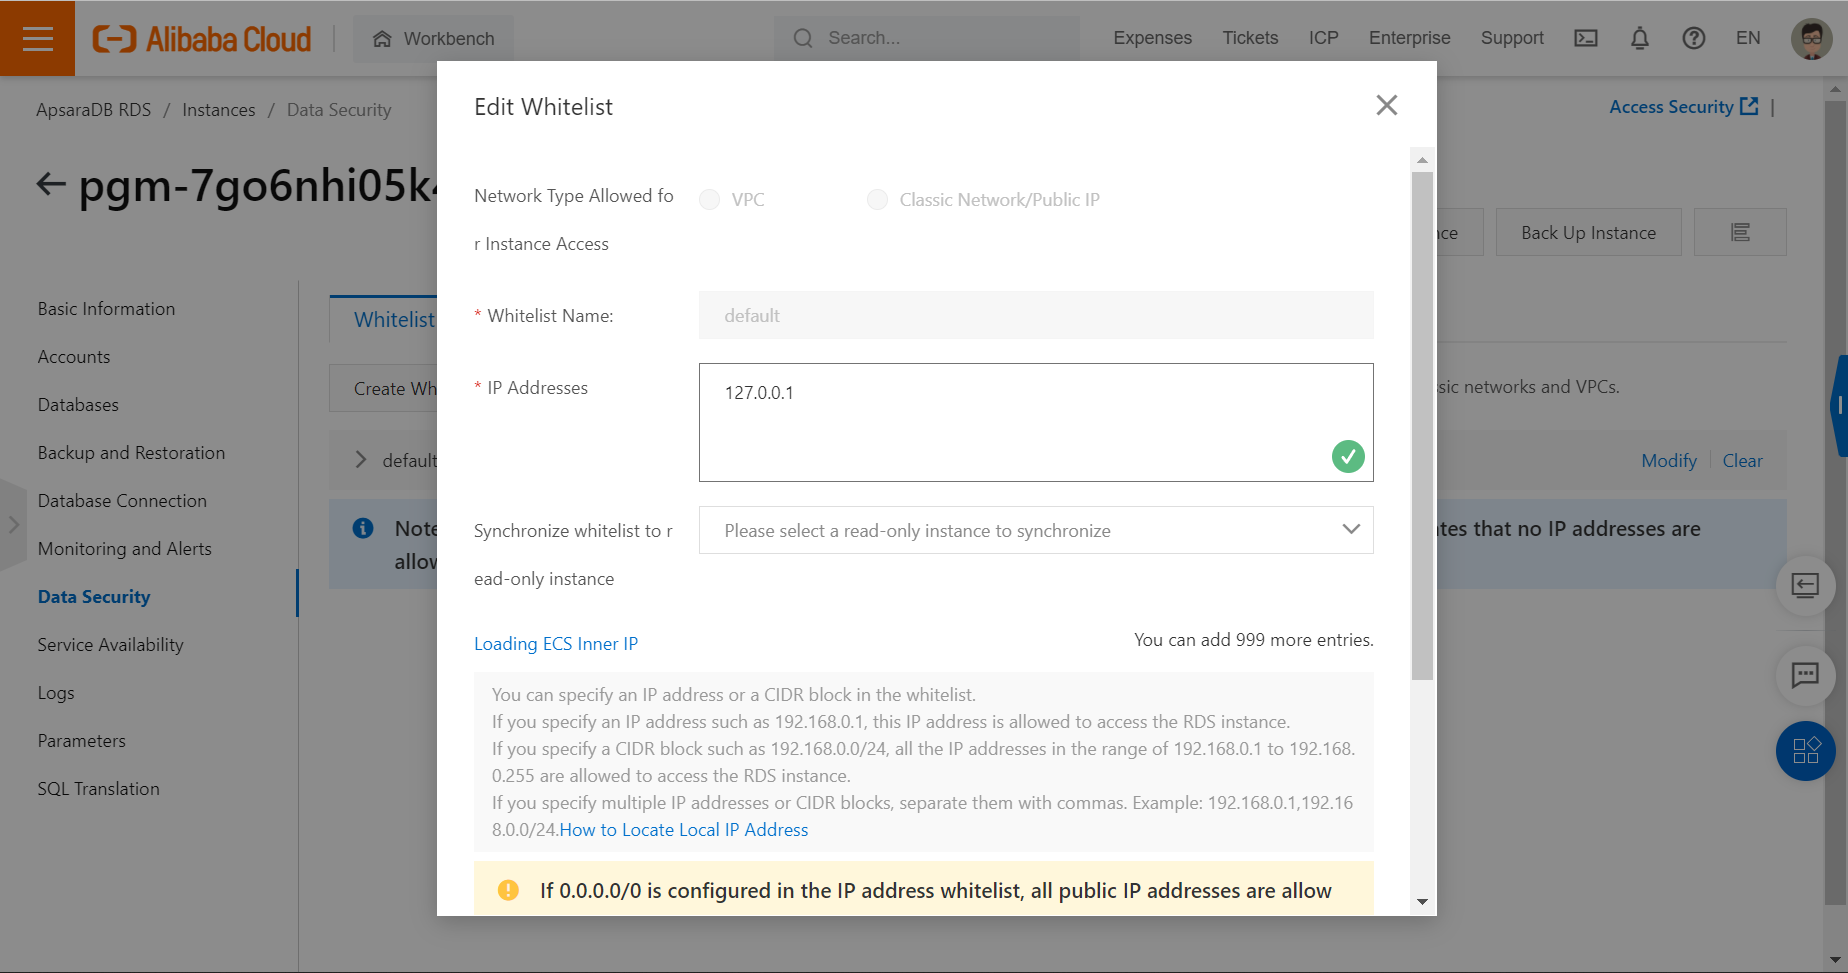 Alibaba Cloud
Workbench
Search...
Expenses
Tickets
ICP
Enterprise
Support
EN
ApsaraDB RDS / Instances / Data Security
Access Security
pgm-7go6nhi05k
Back Up Instance
Basic Information
Accounts
Databases
Backup and Restoration
Database Connection
Monitoring and Alerts
Data Security
Service Availability
Logs
Parameters
SQL Translation
Whitelist
Create Wh
sic networks and VPCs.
default
Modify
Clear
Note
allow
tes that no IP addresses are
Edit Whitelist
Network Type Allowed fo
r Instance Access
VPC
Classic Network/Public IP
* Whitelist Name:
default
* IP Addresses
127.0.0.1
Synchronize whitelist to r
ead-only instance
Please select a read-only instance to synchronize
Loading ECS Inner IP
You can add 999 more entries.
You can specify an IP address or a CIDR block in the whitelist.
If you specify an IP address such as 192.168.0.1, this IP address is allowed to access the RDS instance.
If you specify a CIDR block such as 192.168.0.0/24, all the IP addresses in the range of 192.168.0.1 to 192.168.
0.255 are allowed to access the RDS instance.
If you specify multiple IP addresses or CIDR blocks, separate them with commas. Example: 192.168.0.1,192.16
8.0.0/24.How to Locate Local IP Address
If 0.0.0.0/0 is configured in the IP address whitelist, all public IP addresses are allow